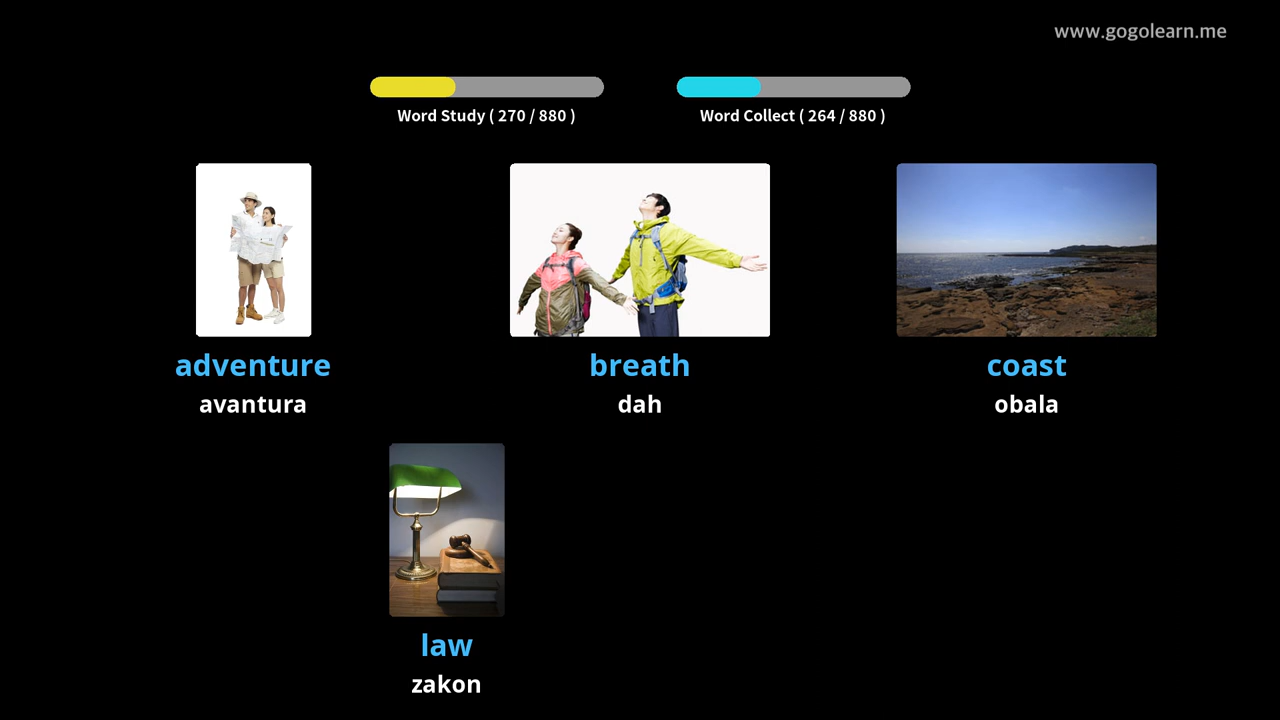 www.gogolearn.me
Word Study ( 270 / 880 )
Word Collect ( 264 / 880 )
adventure
avantura
breath
dah
coast
obala
law
zakon